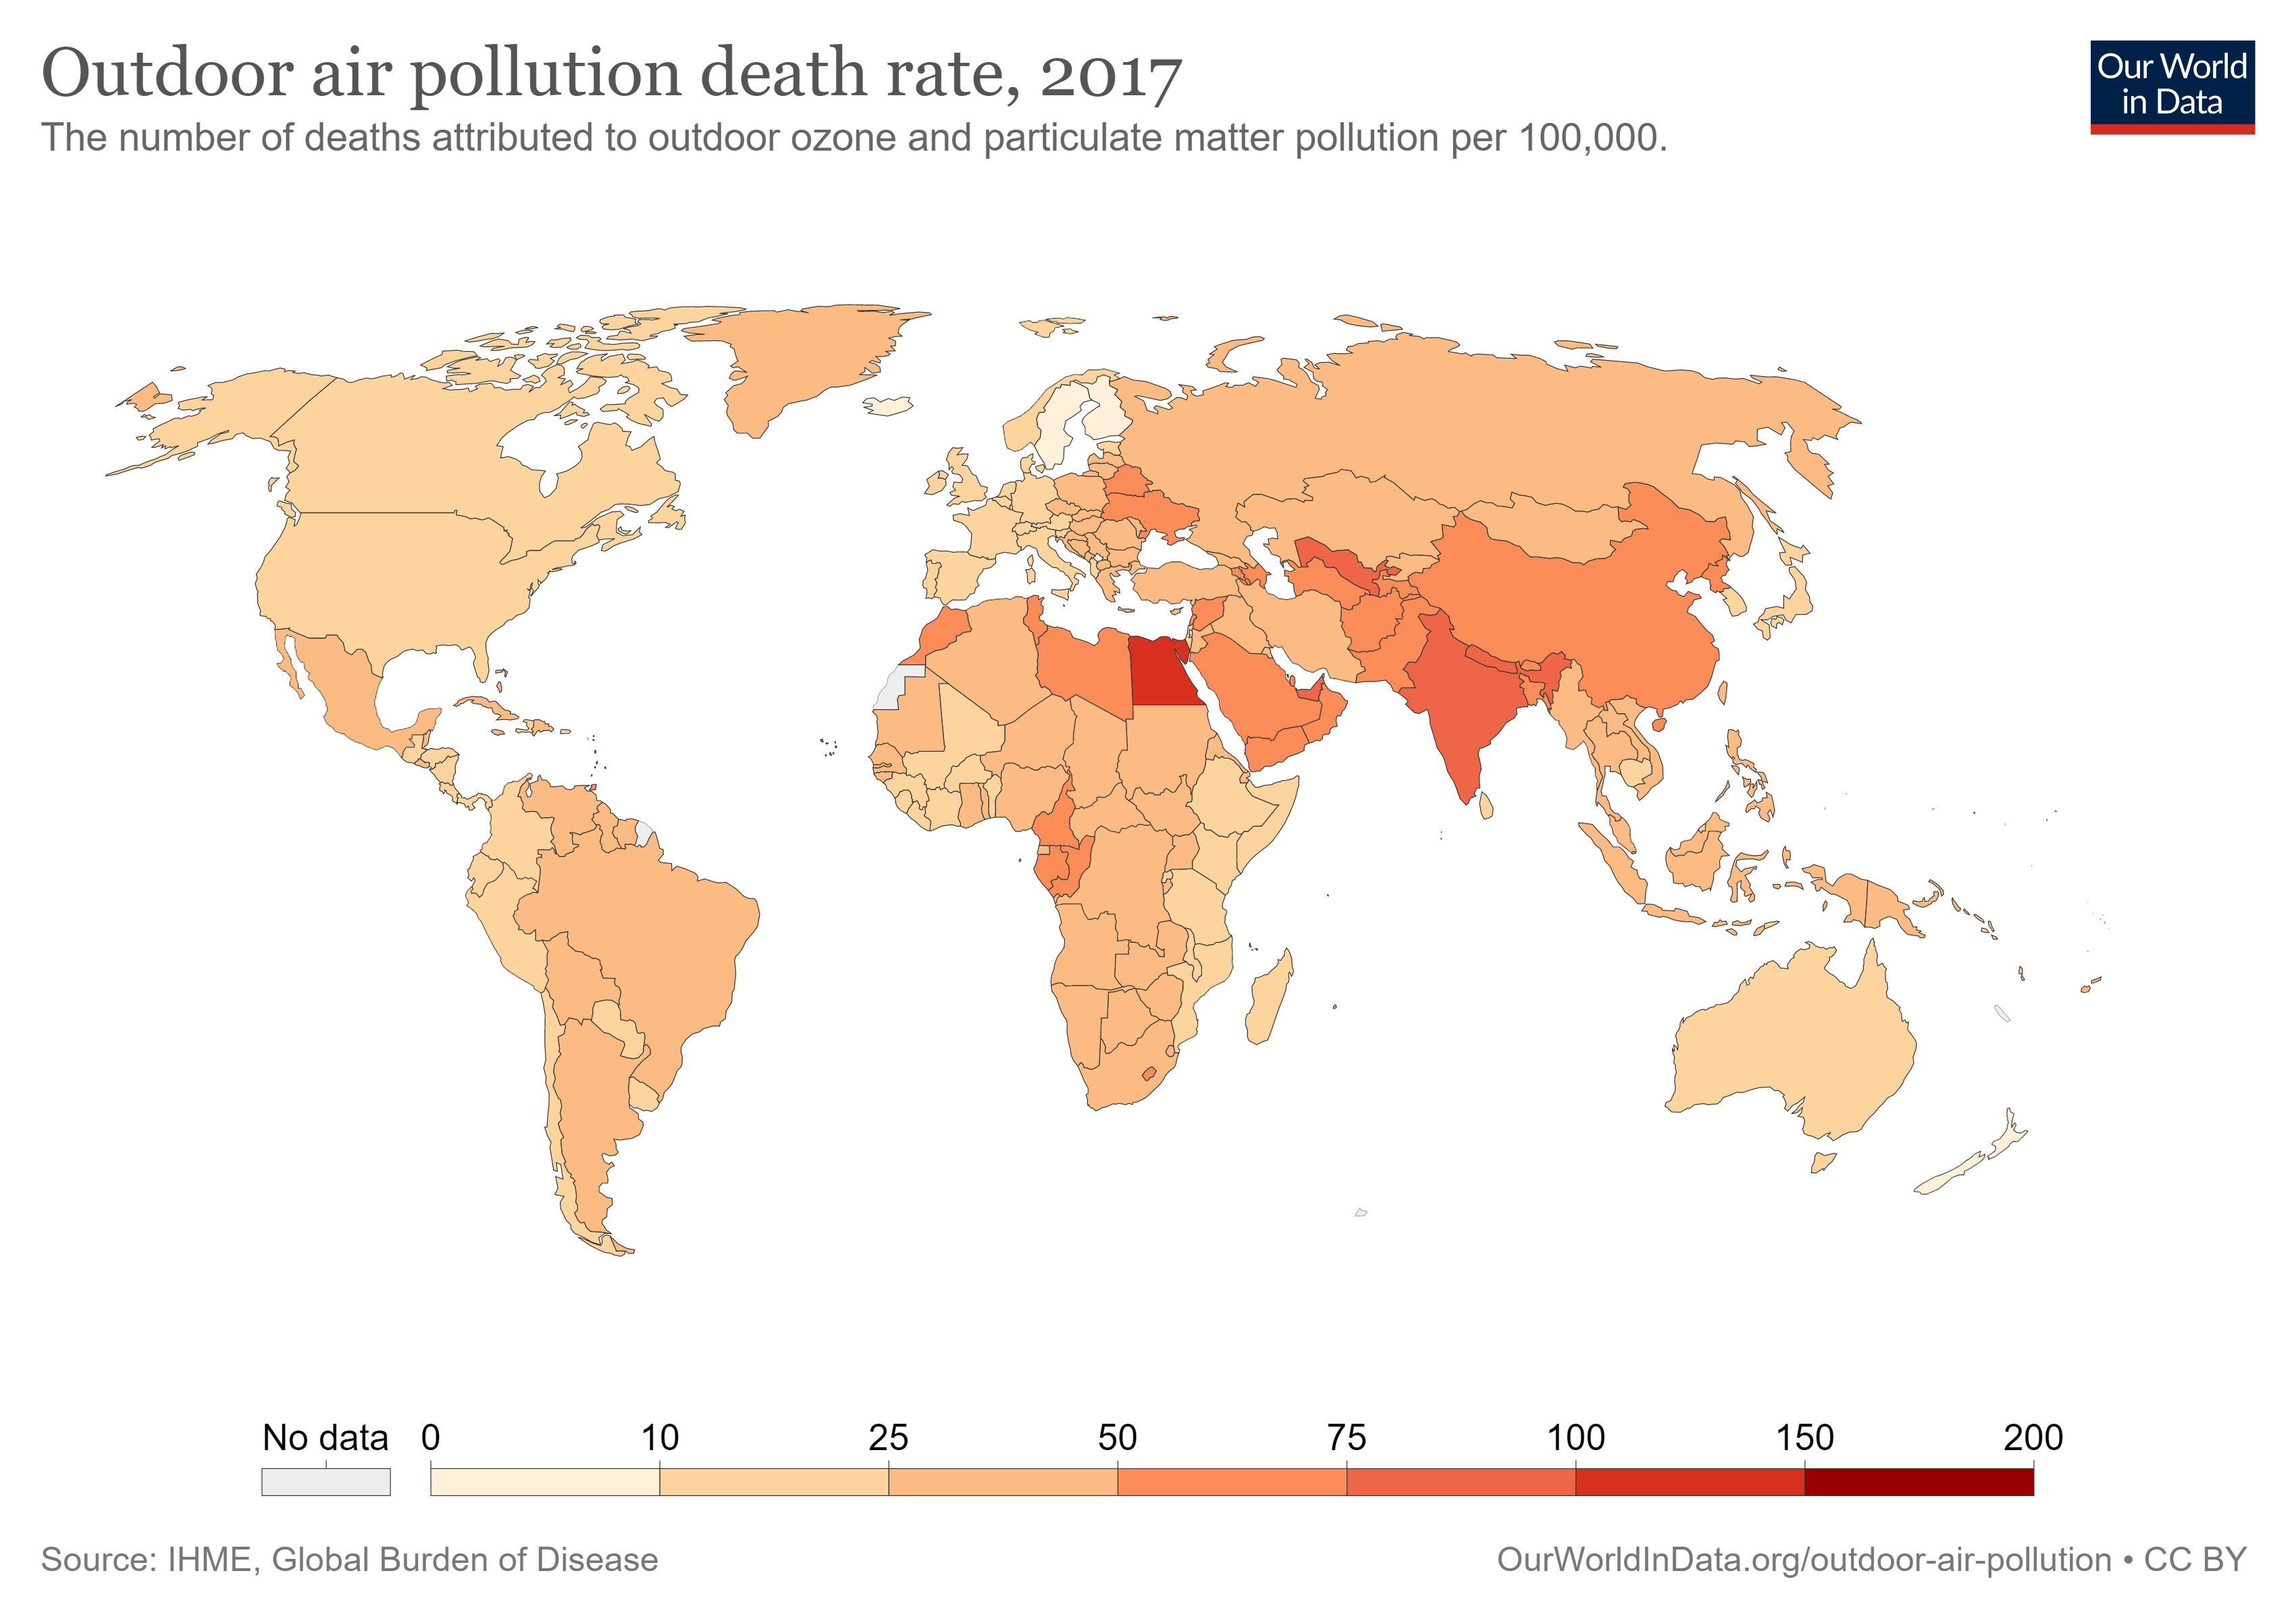 Outdoor air pollution death rate, 2017
The number of deaths attributed to outdoor ozone and particulate matter pollution per 100,000.
Our World
in Data
No data 0 10 25 50 75 100 150 200
Source: IHME, Global Burden of Disease
OurWorldInData.org/outdoor-air-pollution • CC BY